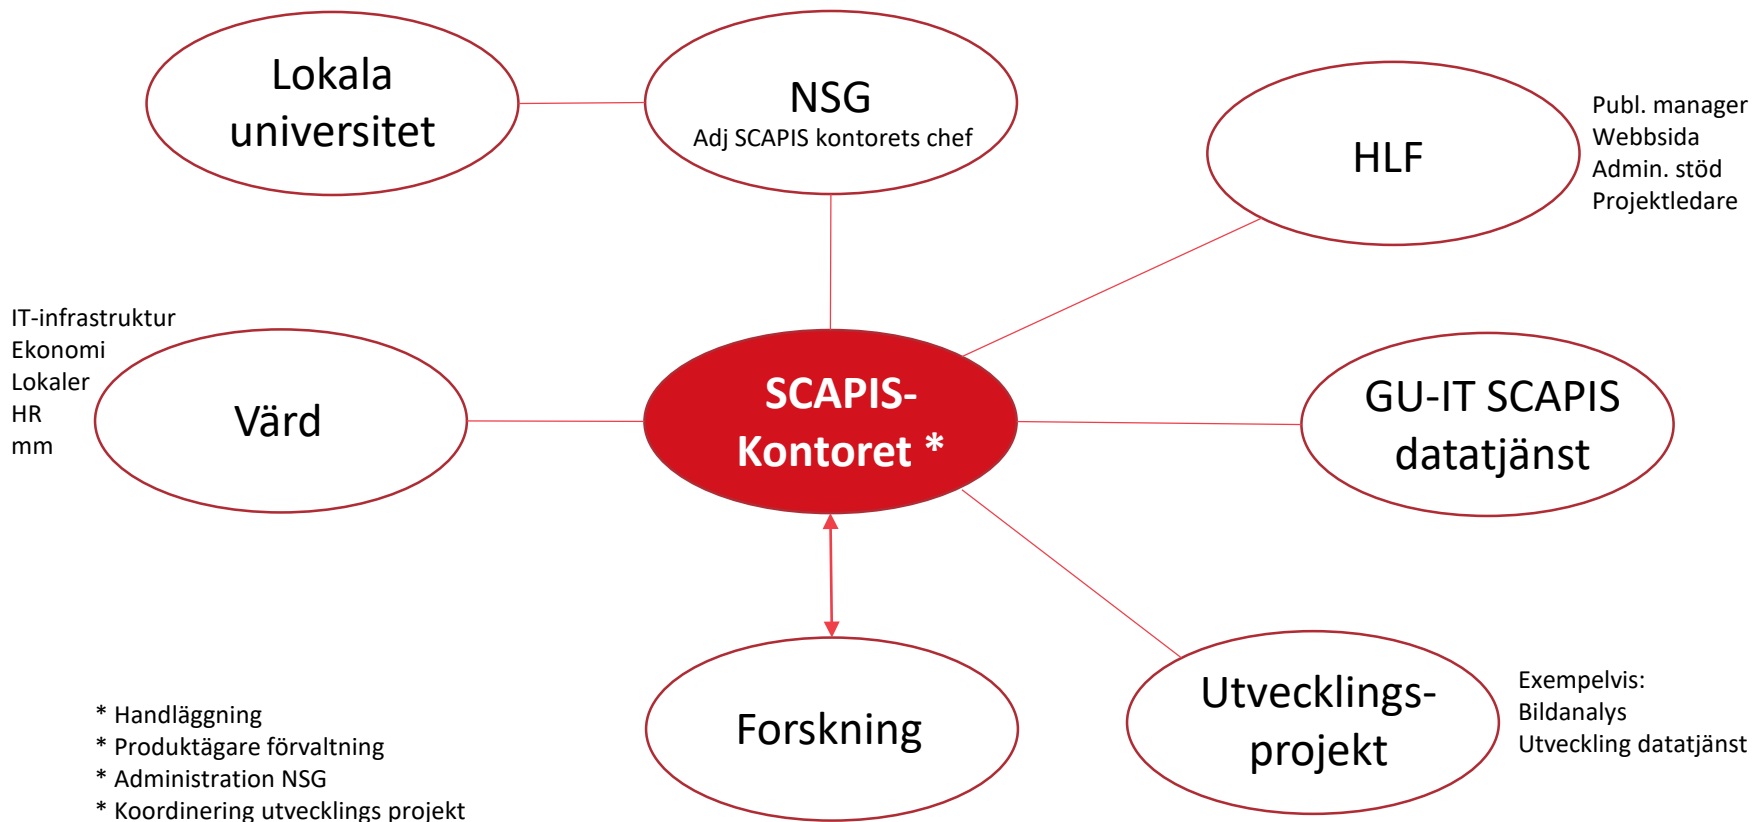 Lokala
universitet
NSG
Adj SCAPIS kontorets chef
HLF
Publ. manager
Webbsida
Admin. stöd
Projektledare
IT-infrastruktur
Ekonomi
Lokaler
HR
mm
Värd
SCAPIS-
Kontoret *
GU-IT SCAPIS
datatjänst
Forskning
Utvecklings-
projekt
Exempelvis:
Bildanalys
Utveckling datatjänst
* Handläggning
* Produktägare förvaltning
* Administration NSG
* Koordinering utvecklings projekt